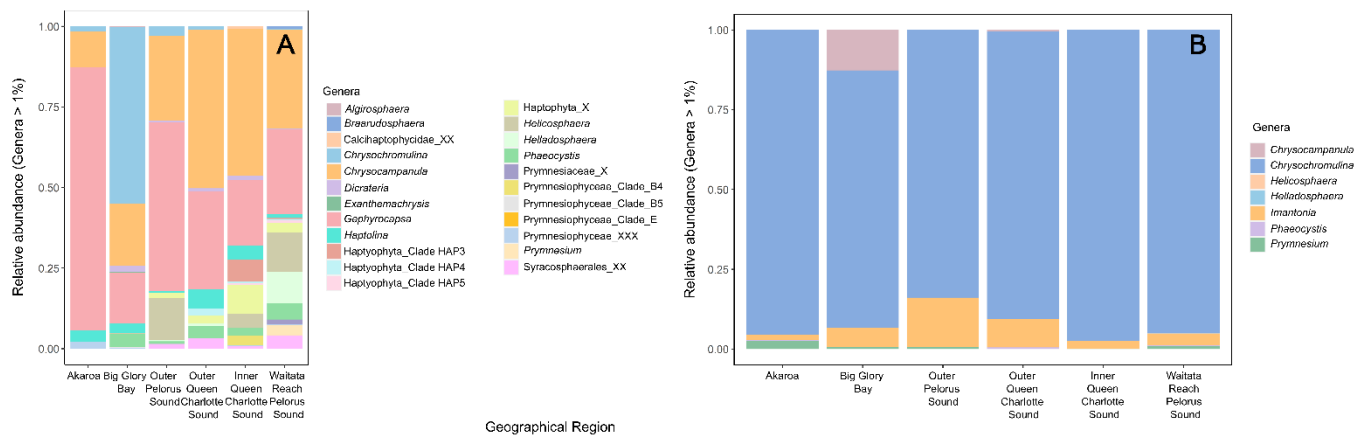 A
Relative abundance (Genera > 1%)
1.00
0.75
0.50
0.25
0.00
Akaroa
Big Glory
Bay
Outer
Pelorus
Sound
Outer
Queen
Charlotte
Sound
Inner
Queen
Charlotte
Sound
Waitata
Reach
Pelorus
Sound
Genera
Algirosphaera
Braarudosphaera
Calcihaptophycidae_XX
Chrysochromulina
Chrysocampanula
Dicrateria
Exanthemachrysis
Gephyrocapsa
Haptolina
Haptyophyta_Clade HAP3
Haptyophyta_Clade HAP4
Haptyophyta_Clade HAP5
Haptophyta_X
Helicosphaera
Helladosphaera
Phaeocystis
Prymnesiaceae_X
Prymnesiophyceae_Clade_B4
Prymnesiophyceae_Clade_B5
Prymnesiophyceae_Clade_E
Prymnesiophyceae_XXX
Prymnesium
Syracosphaerales_XX
B
Relative abundance (Genera > 1%)
1.00
0.75
0.50
0.25
0.00
Akaroa
Big Glory
Bay
Outer
Pelorus
Sound
Outer
Queen
Charlotte
Sound
Inner
Queen
Charlotte
Sound
Waitata
Reach
Pelorus
Sound
Genera
Chrysocampanula
Chrysochromulina
Helicosphaera
Helladosphaera
Imantonia
Phaeocystis
Prymnesium
Geographical Region